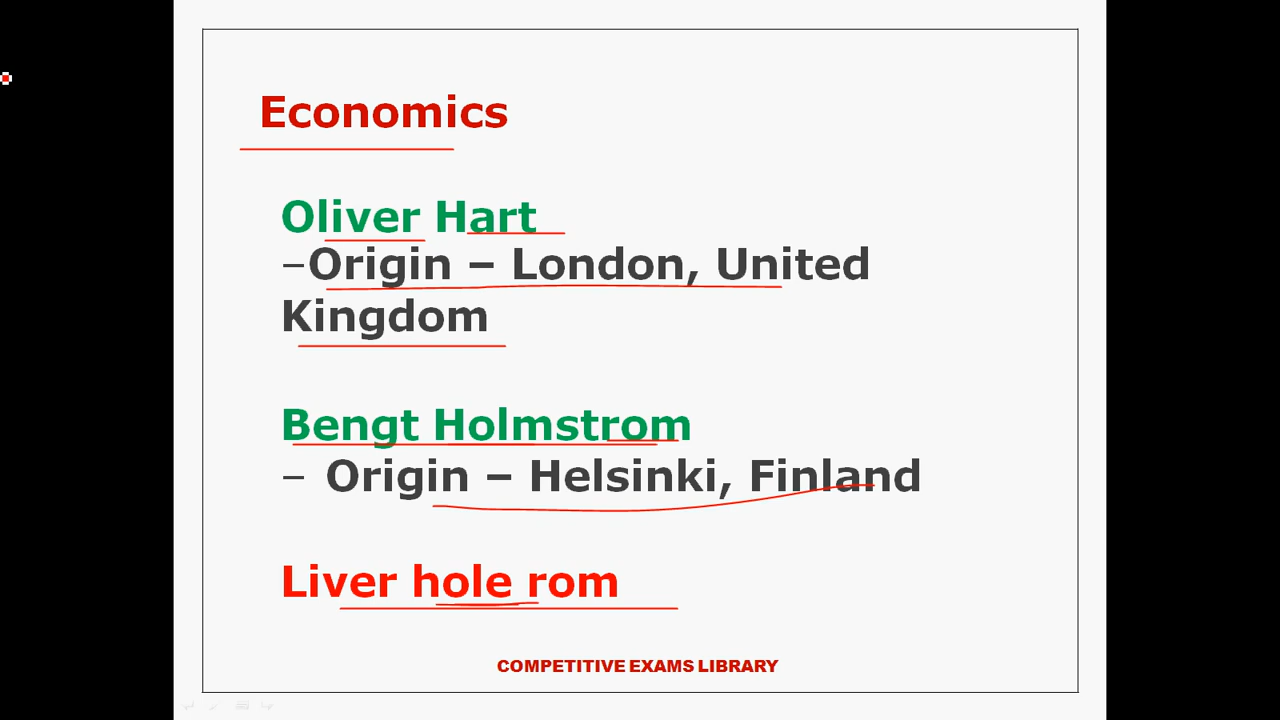 Economics
Oliver Hart
–Origin – London, United
Kingdom
Bengt Holmstrom
– Origin – Helsinki, Finland
Liver hole rom
COMPETITIVE EXAMS LIBRARY